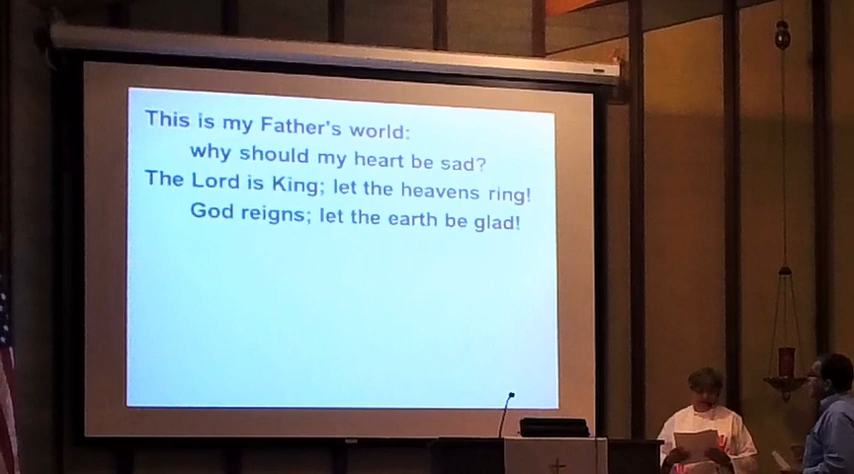 This is my Father's world:
why should my heart be sad?
The Lord is King; let the heavens ring!
God reigns; let the earth be glad!